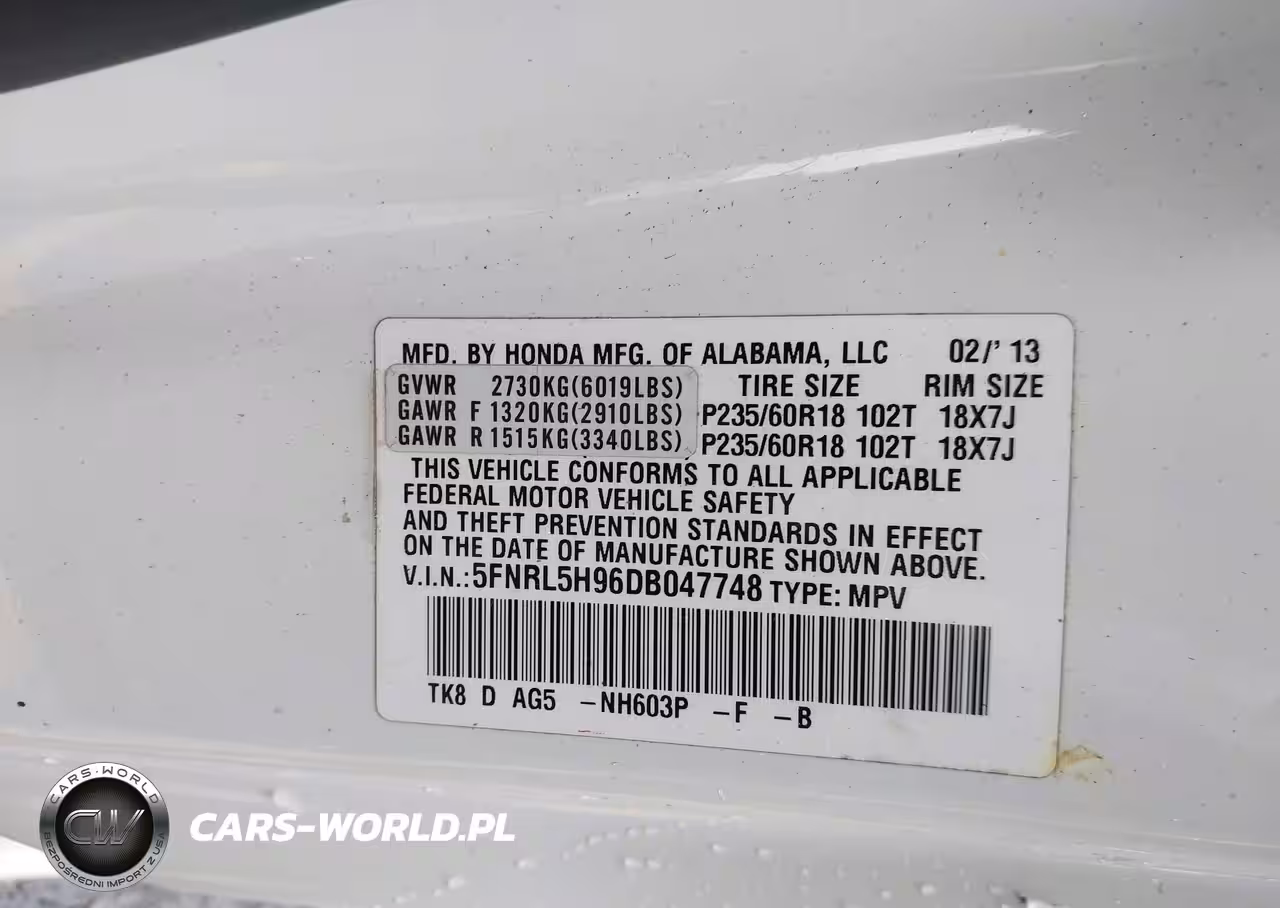 MFD. BY HONDA MFG. OF ALABAMA, LLC 02/' 13
GVWR 2730KG(6019LBS) TIRE SIZE RIM SIZE
GAWR F 1320KG(2910LBS) P235/60R18 102T 18X7J
GAWR R 1515KG(3340LBS) P235/60R18 102T 18X7J
THIS VEHICLE CONFORMS TO ALL APPLICABLE
FEDERAL MOTOR VEHICLE SAFETY
AND THEFT PREVENTION STANDARDS IN EFFECT
ON THE DATE OF MANUFACTURE SHOWN ABOVE.
V.I.N.:5FNRL5H96DB047748 TYPE: MPV
TK8 D AG5 -NH603P -F -B
CARS-WORLD
CW
BEZPOŚREDNI IMPORT Z USA
CARS-WORLD.PL